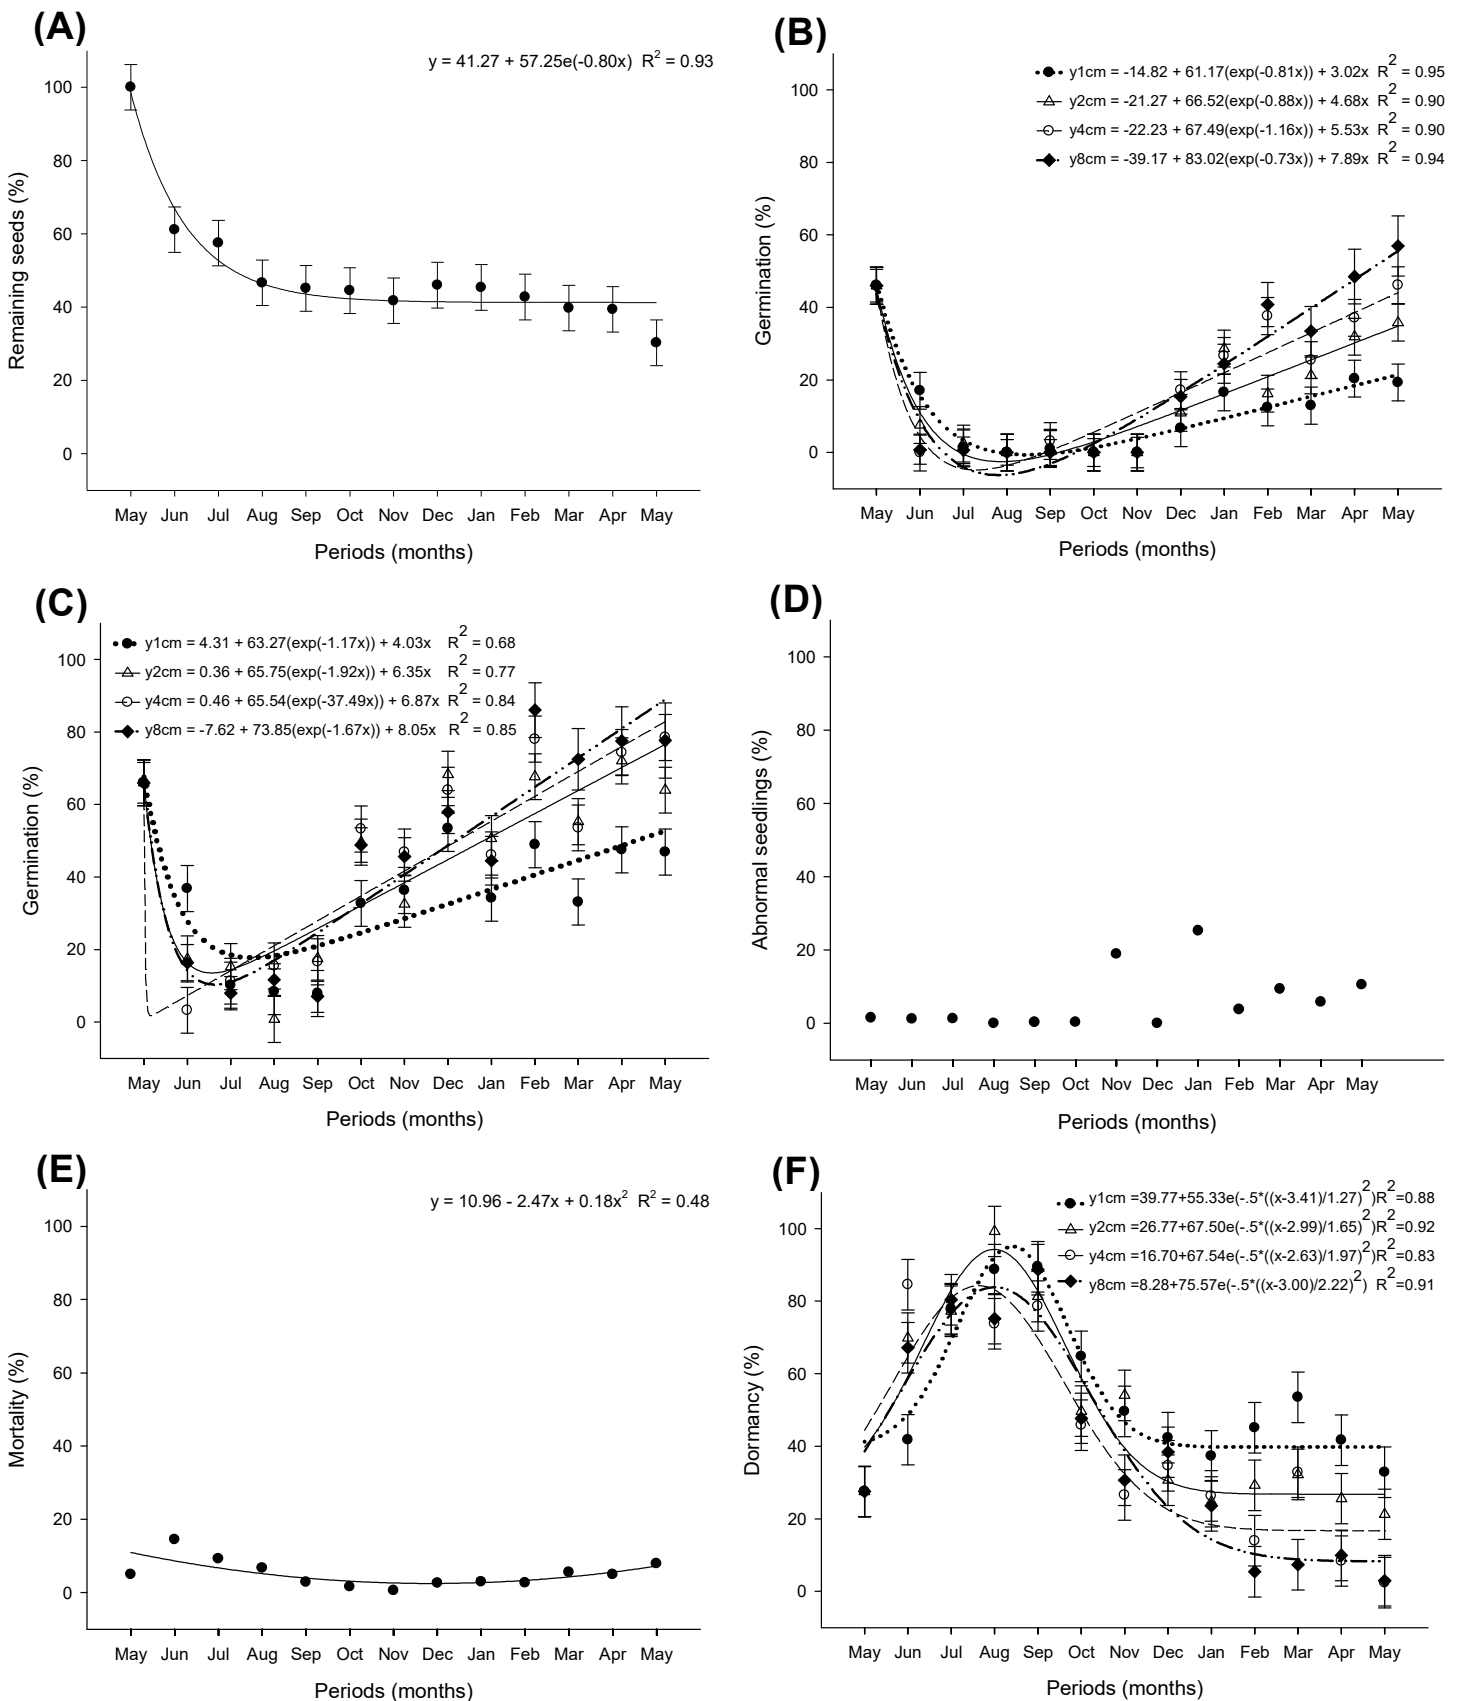 (A)
y = 41.27 + 57.25e(-0.80x) R2 = 0.93
100
80
60
40
20
0
Remaining seeds (%)
May Jun Jul Aug Sep Oct Nov Dec Jan Feb Mar Apr May
Periods (months)
(B)
y1cm = -14.82 + 61.17(exp(-0.81x)) + 3.02x R2 = 0.95
y2cm = -21.27 + 66.52(exp(-0.88x)) + 4.68x R2 = 0.90
y4cm = -22.23 + 67.49(exp(-1.16x)) + 5.53x R2 = 0.90
y8cm = -39.17 + 83.02(exp(-0.73x)) + 7.89x R2 = 0.94
100
80
60
40
20
0
Germination (%)
May Jun Jul Aug Sep Oct Nov Dec Jan Feb Mar Apr May
Periods (months)
(C)
y1cm = 4.31 + 63.27(exp(-1.17x)) + 4.03x R2 = 0.68
y2cm = 0.36 + 65.75(exp(-1.92x)) + 6.35x R2 = 0.77
y4cm = 0.46 + 65.54(exp(-37.49x)) + 6.87x R2 = 0.84
y8cm = -7.62 + 73.85(exp(-1.67x)) + 8.05x R2 = 0.85
100
80
60
40
20
0
Germination (%)
May Jun Jul Aug Sep Oct Nov Dec Jan Feb Mar Apr May
Periods (months)
(D)
100
80
60
40
20
0
Abnormal seedlings (%)
May Jun Jul Aug Sep Oct Nov Dec Jan Feb Mar Apr May
Periods (months)
(E)
y = 10.96 - 2.47x + 0.18x2 R2 = 0.48
100
80
60
40
20
0
Mortality (%)
May Jun Jul Aug Sep Oct Nov Dec Jan Feb Mar Apr May
Periods (months)
(F)
y1cm =39.77+55.33e(-.5*((x-3.41)/1.27)2)R2=0.88
y2cm =26.77+67.50e(-.5*((x-2.99)/1.65)2)R2=0.92
y4cm =16.70+67.54e(-.5*((x-2.63)/1.97)2)R2=0.83
y8cm =8.28+75.57e(-.5*((x-3.00)/2.22)2) R2=0.91
100
80
60
40
20
0
Dormancy (%)
May Jun Jul Aug Sep Oct Nov Dec Jan Feb Mar Apr May
Periods (months)